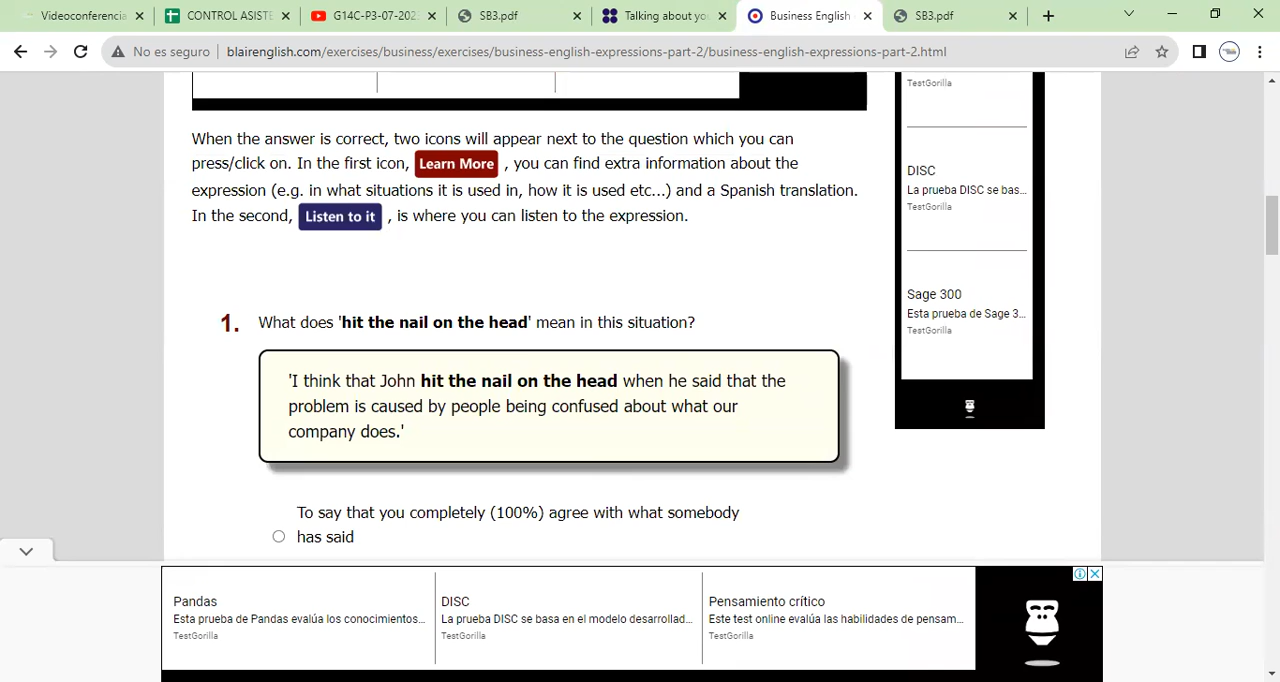 Videoconferencia
CONTROL ASISTE
G14C-P3-07-202
SB3.pdf
Talking about you
Business English
SB3.pdf
No es seguro
blairenglish.com/exercises/business/exercises/business-english-expressions-part-2/business-english-expressions-part-2.html
TestGorilla
When the answer is correct, two icons will appear next to the question which you can
press/click on. In the first icon, Learn More , you can find extra information about the
expression (e.g. in what situations it is used in, how it is used etc...) and a Spanish translation.
In the second, Listen to it , is where you can listen to the expression.
DISC
La prueba DISC se bas...
TestGorilla
Sage 300
Esta prueba de Sage 3...
TestGorilla
1. What does 'hit the nail on the head' mean in this situation?
'I think that John hit the nail on the head when he said that the
problem is caused by people being confused about what our
company does.'
To say that you completely (100%) agree with what somebody
has said
Pandas
Esta prueba de Pandas evalúa los conocimientos...
TestGorilla
DISC
La prueba DISC se basa en el modelo desarrollad...
TestGorilla
Pensamiento crítico
Este test online evalúa las habilidades de pensam...
TestGorilla